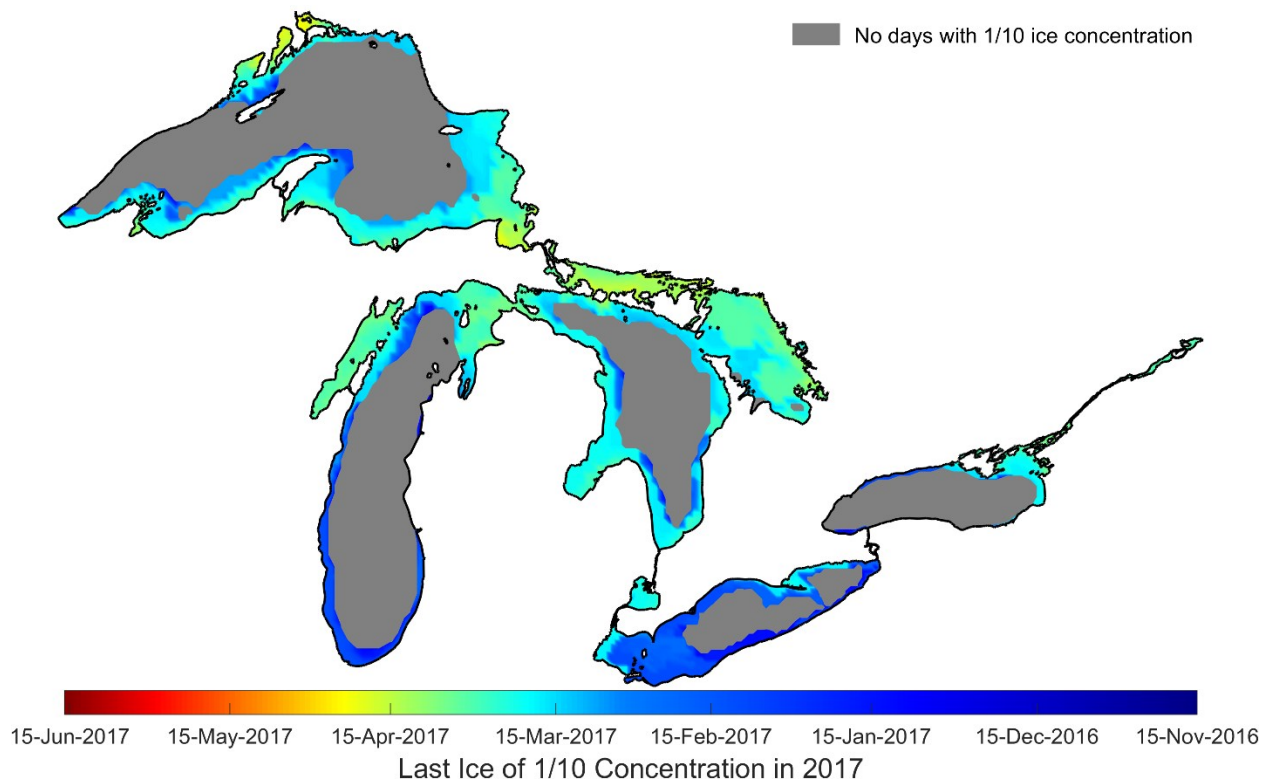 No days with 1/10 ice concentration
15-Jun-2017 15-May-2017 15-Apr-2017 15-Mar-2017 15-Feb-2017 15-Jan-2017 15-Dec-2016 15-Nov-2016
Last Ice of 1/10 Concentration in 2017